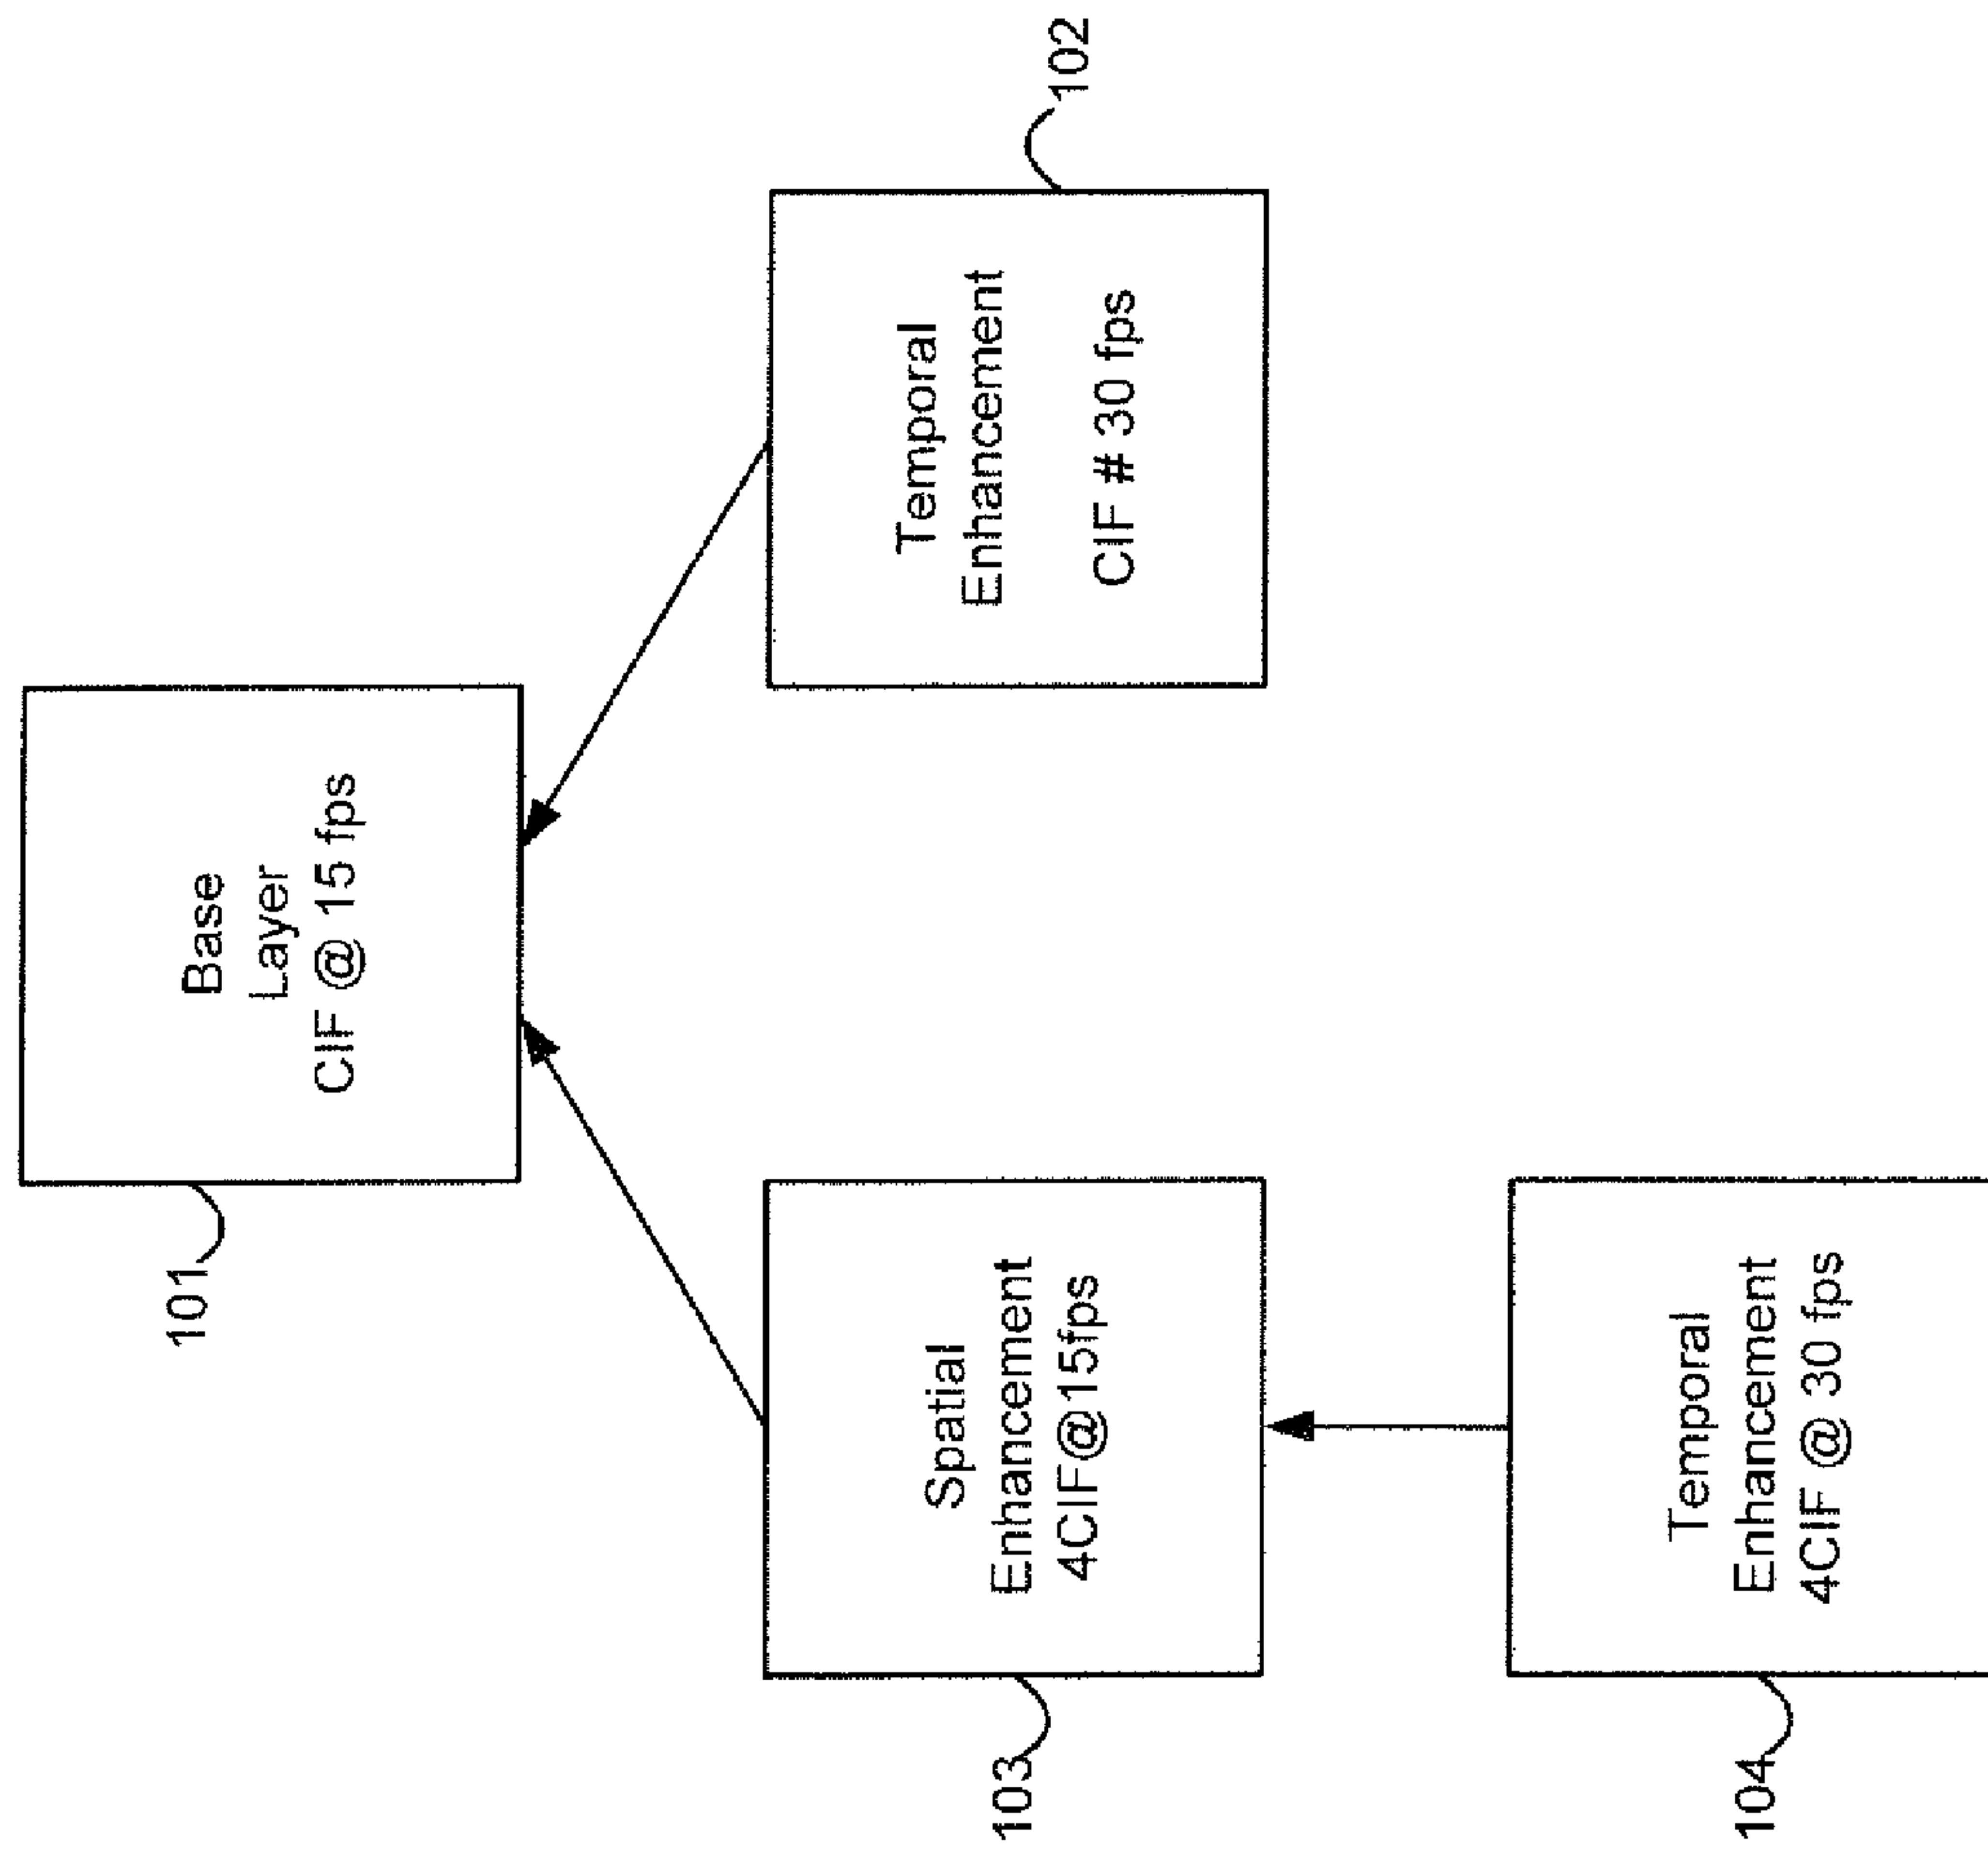 101
Base
Layer
CIF @ 15 fps
103
Spatial
Enhancement
4CIF@15fps
Temporal
Enhancement
CIF # 30 fps
102
104
Temporal
Enhancement
4CIF @ 30 fps